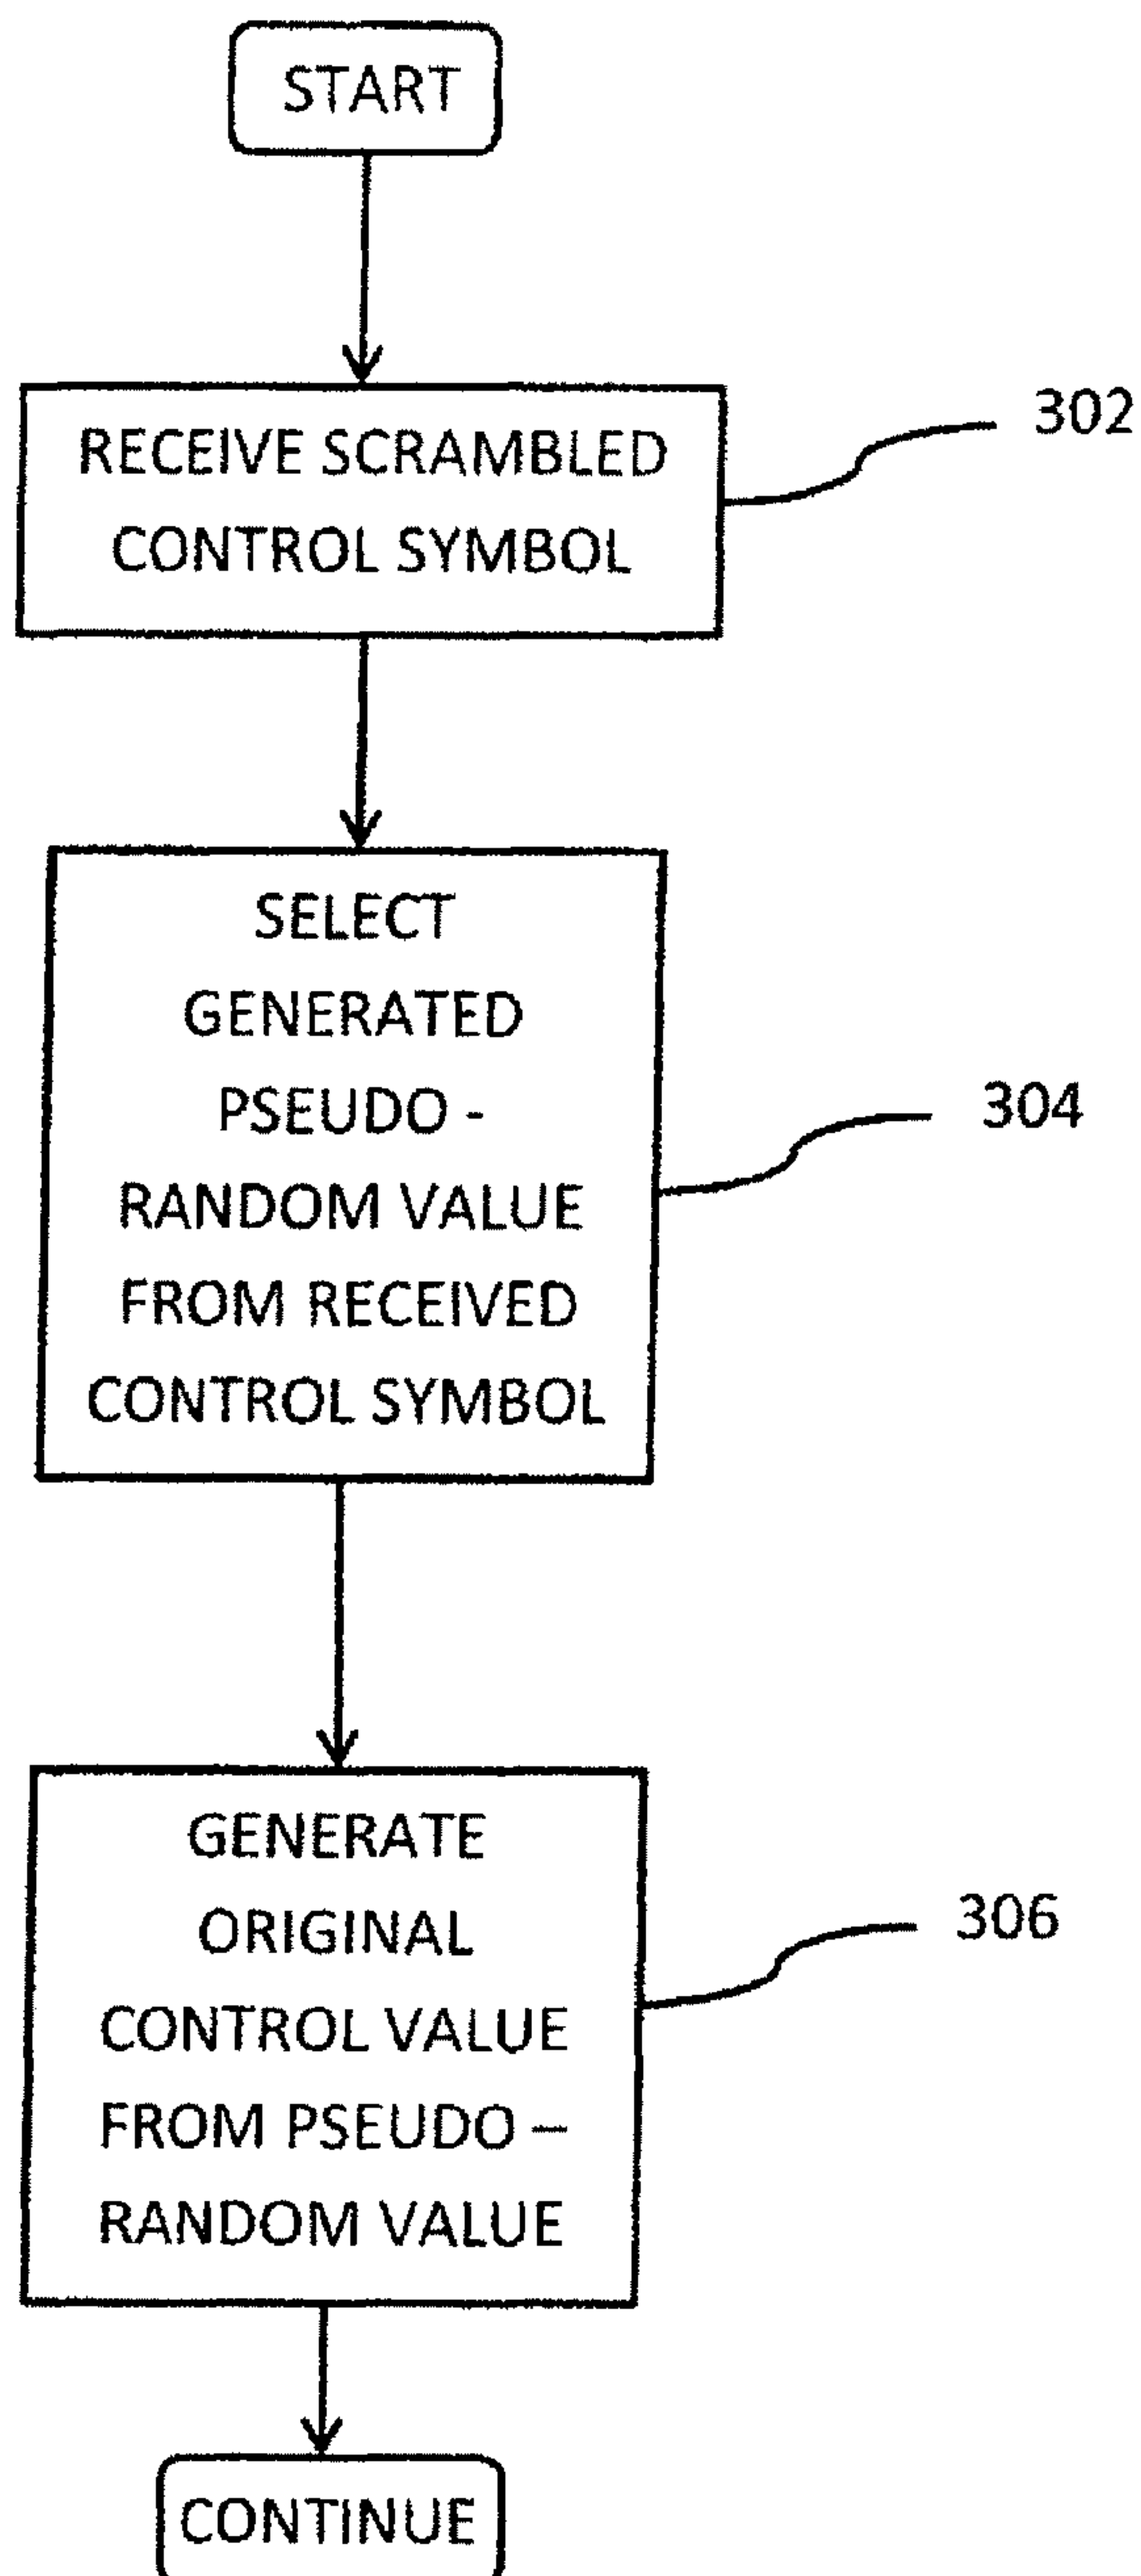 START
RECEIVE SCRAMBLED
CONTROL SYMBOL
302
SELECT
GENERATED
PSEUDO -
RANDOM VALUE
FROM RECEIVED
CONTROL SYMBOL
304
GENERATE
ORIGINAL
CONTROL VALUE
FROM PSEUDO –
RANDOM VALUE
306
CONTINUE